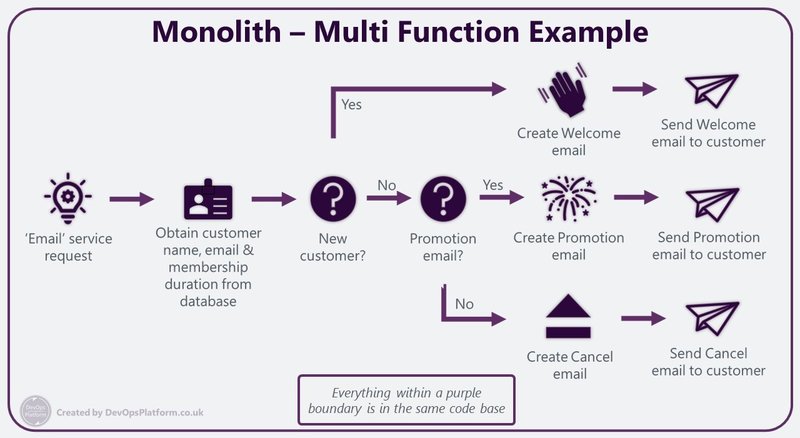 Monolith – Multi Function Example
Yes
Create Welcome
email
Send Welcome
email to customer
'Email' service
request
Obtain customer
name, email &
membership
duration from
database
New
customer?
No
Promotion
email?
Yes
Create Promotion
email
Send Promotion
email to customer
No
Create Cancel
email
Send Cancel
email to customer
Everything within a purple
boundary is in the same code base
DevOps
Platform
Created by DevOpsPlatform.co.uk